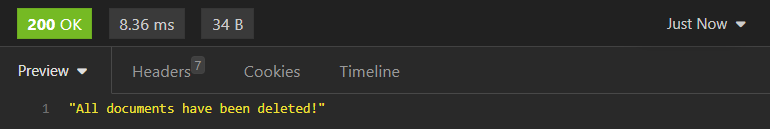 200 OK 8.36 ms 34 B Just Now
Preview Headers 7 Cookies Timeline
1 "All documents have been deleted!"